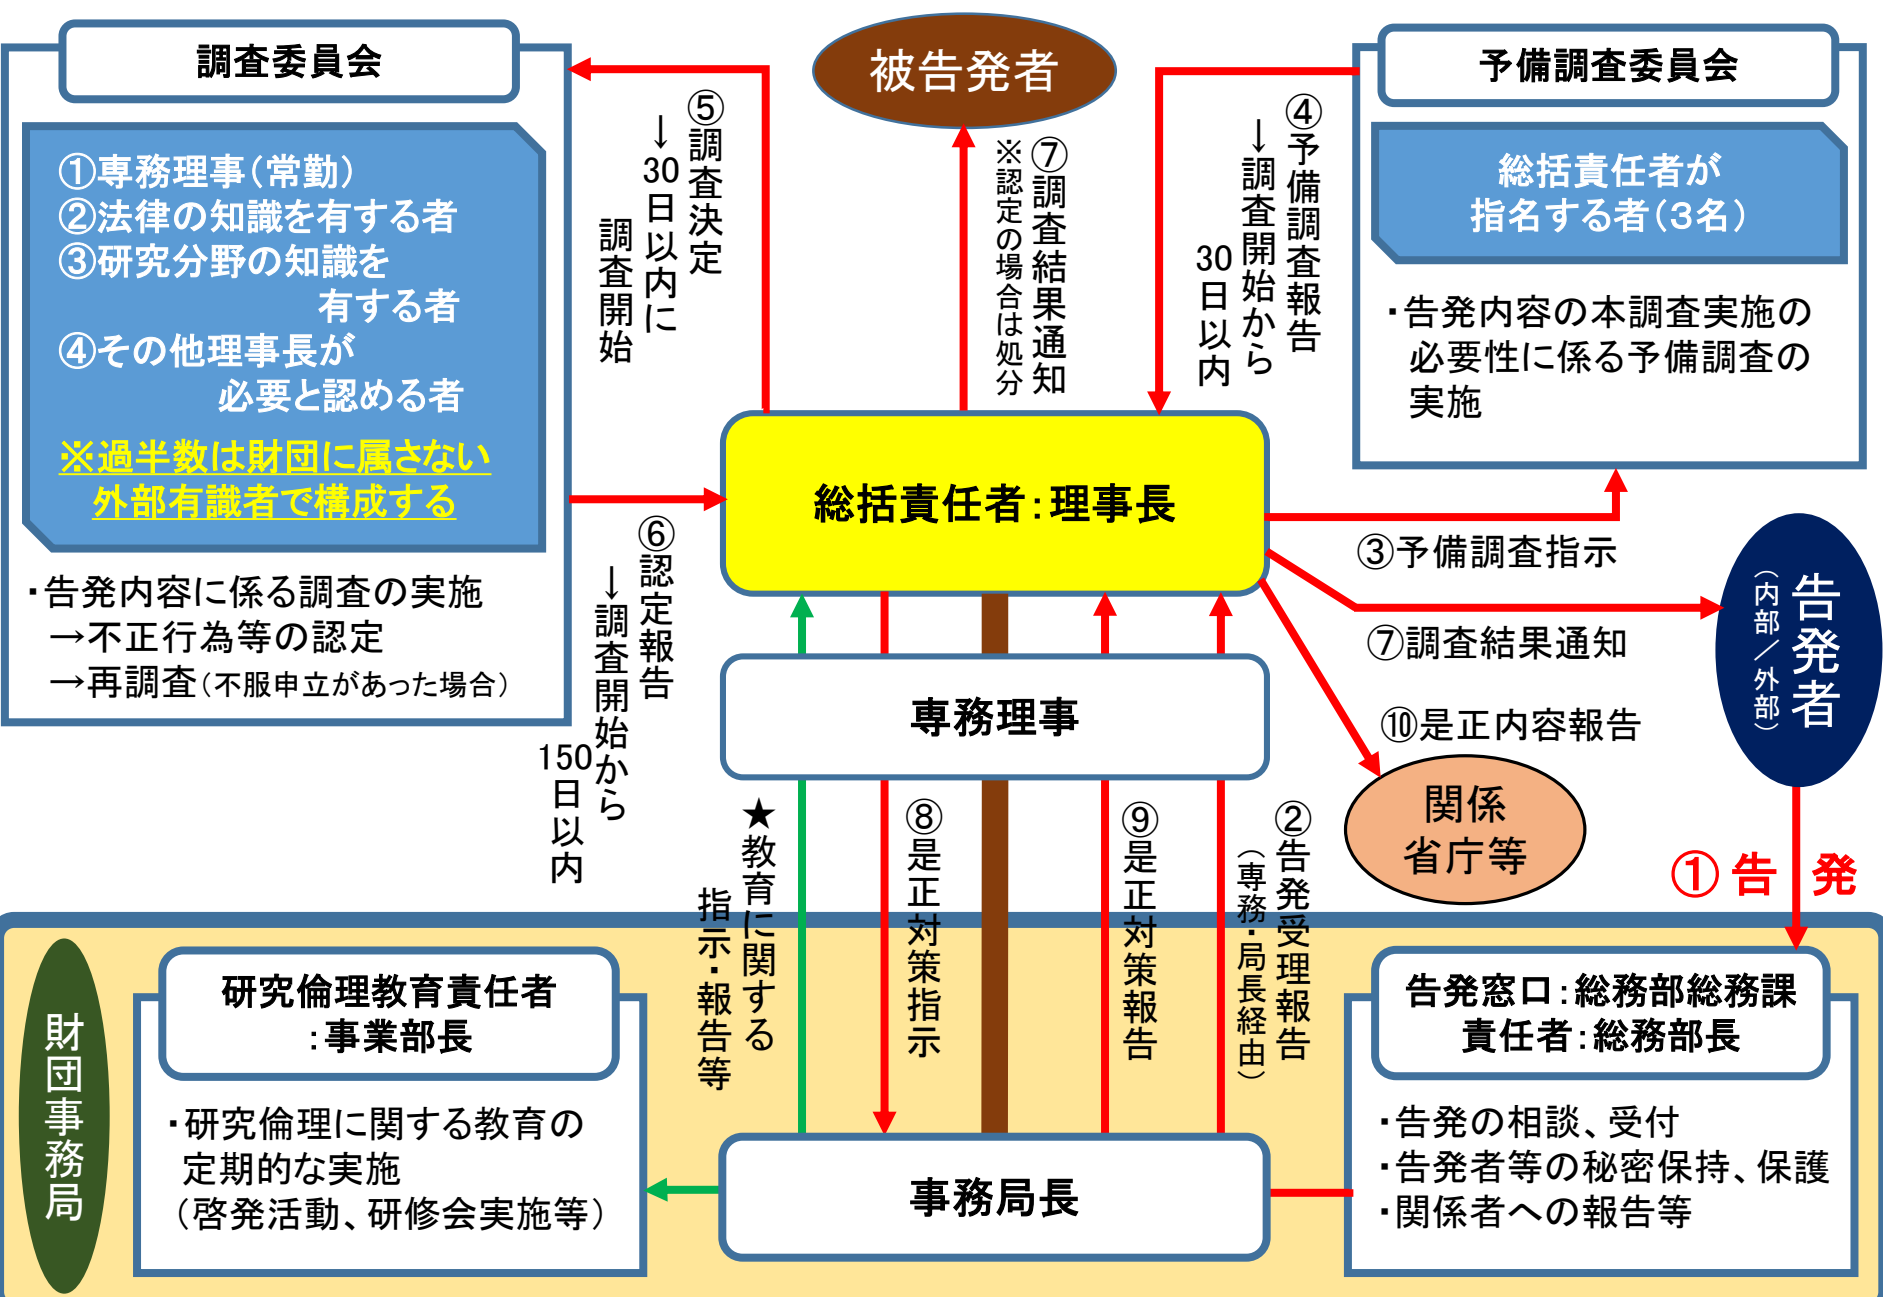 調査委員会
①専務理事(常勤)
②法律の知識を有する者
③研究分野の知識を
有する者
④その他理事長が
必要と認める者
※過半数は財団に属さない
外部有識者で構成する
・告発内容に係る調査の実施
→不正行為等の認定
→再調査(不服申立があった場合)
⑤調査決定
→30日以内に
調査開始
被告発者
⑦調査結果通知
※認定の場合は処分
④予備調査報告
→調査開始から
30日以内
予備調査委員会
総括責任者が
指名する者(3名)
・告発内容の本調査実施の
必要性に係る予備調査の
実施
総括責任者:理事長
⑥認定報告
→調査開始から
150日以内
③予備調査指示
⑦調査結果通知
告発者
(内部/外部)
⑩是正内容報告
関係
省庁等
①告発
専務理事
★教育に関する
指示・報告等
⑧是正対策指示
⑨是正対策報告
②告発受理報告
(専務・局長経由)
財団事務局
研究倫理教育責任者
:事業部長
・研究倫理に関する教育の
定期的な実施
(啓発活動、研修会実施等)
事務局長
告発窓口:総務部総務課
責任者:総務部長
・告発の相談、受付
・告発者等の秘密保持、保護
・関係者への報告等